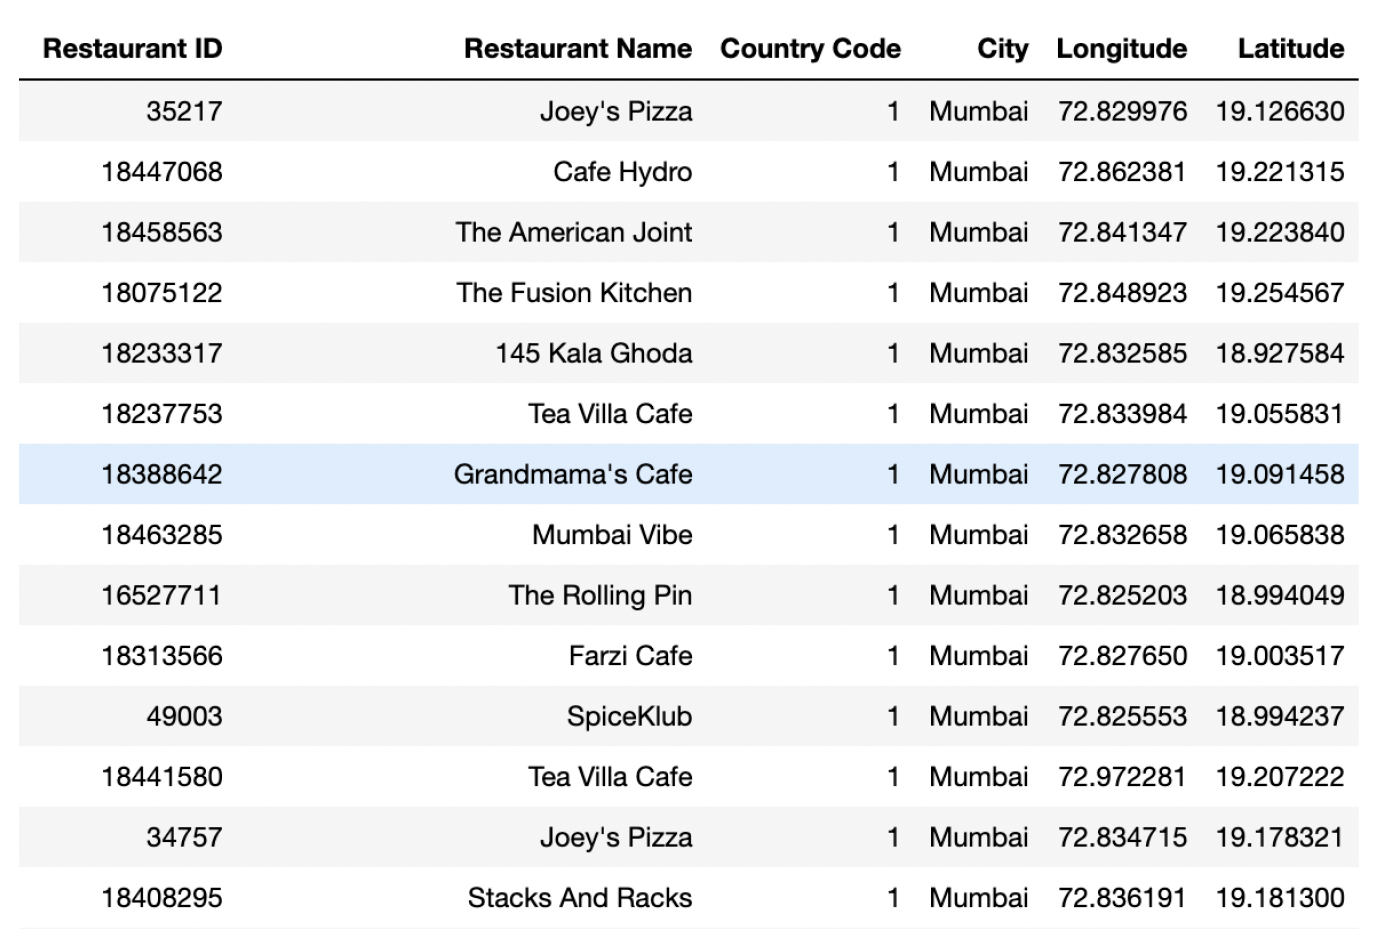 Restaurant ID Restaurant Name Country Code City Longitude Latitude
35217 Joey's Pizza 1 Mumbai 72.829976 19.126630
18447068 Cafe Hydro 1 Mumbai 72.862381 19.221315
18458563 The American Joint 1 Mumbai 72.841347 19.223840
18075122 The Fusion Kitchen 1 Mumbai 72.848923 19.254567
18233317 145 Kala Ghoda 1 Mumbai 72.832585 18.927584
18237753 Tea Villa Cafe 1 Mumbai 72.833984 19.055831
18388642 Grandmama's Cafe 1 Mumbai 72.827808 19.091458
18463285 Mumbai Vibe 1 Mumbai 72.832658 19.065838
16527711 The Rolling Pin 1 Mumbai 72.825203 18.994049
18313566 Farzi Cafe 1 Mumbai 72.827650 19.003517
49003 SpiceKlub 1 Mumbai 72.825553 18.994237
18441580 Tea Villa Cafe 1 Mumbai 72.972281 19.207222
34757 Joey's Pizza 1 Mumbai 72.834715 19.178321
18408295 Stacks And Racks 1 Mumbai 72.836191 19.181300